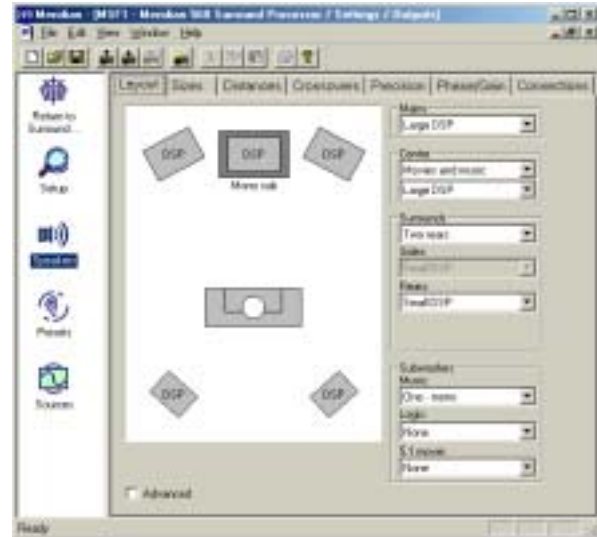 Meridian - [MSF1 - Meridian 568 Surround Processor / Settings / Outputs]
File Edit View Window Help
Return to
Surround...
Setup
Speakers
Presets
Sources
Layout Sizes Distances Crossovers Precision Phase/Gain Connections
DSP DSP DSP
Mono sub
DSP DSP
Mains
Large DSP
Centre
Movies and music
Large DSP
Surrounds
Two rears
Sides
Small DSP
Rears
Small DSP
Subwoofers
Music
One - mono
Logic
None
5.1 movie
None
Advanced
Ready